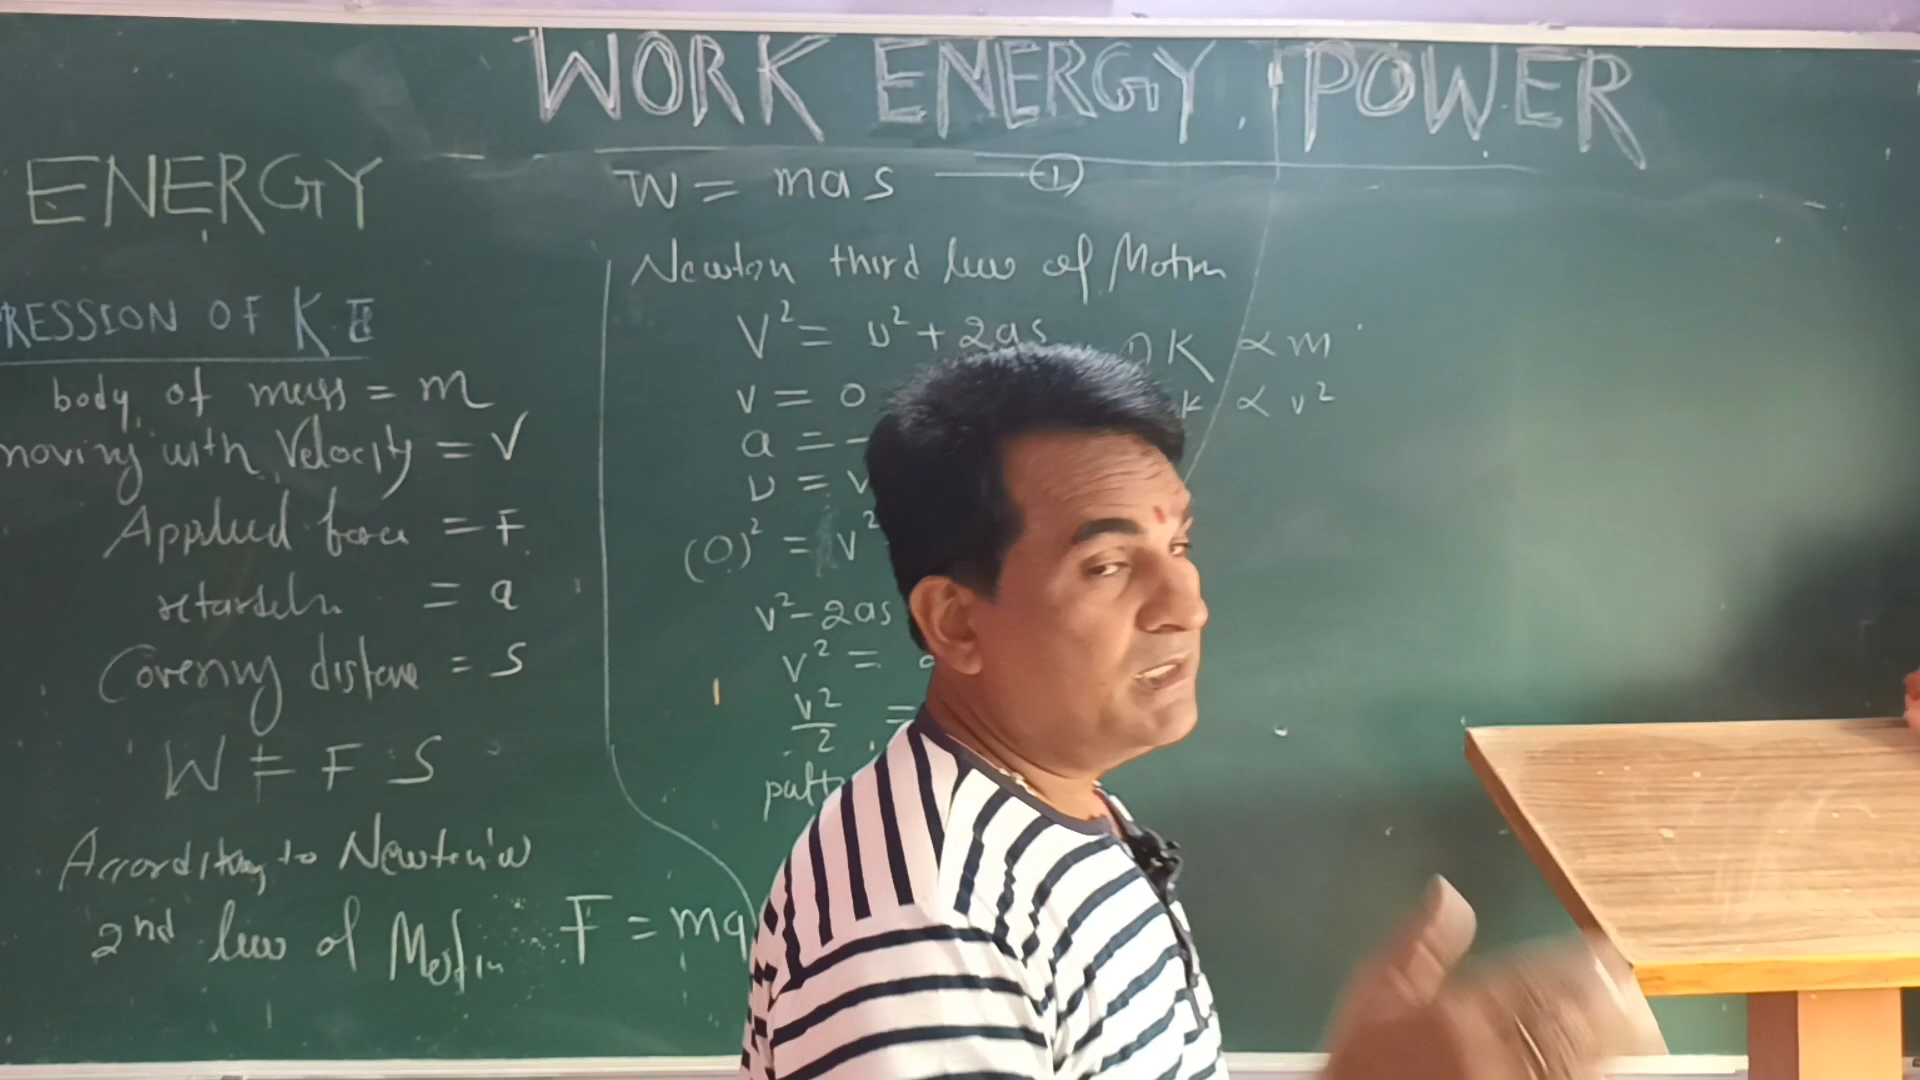 WORK ENERGY, POWER
ENERGY
RESSION OF K E
body of mass = m
moving with Velocity = V
Applied force = F
= a
Covering distance = S
W = F S
According to Newton's
2nd law of Motion F = ma
W = mas ①
Newton third law of Motion
V² = u² + 2as
v = 0
a = -
u = v
(0)² = v²
v² - 2as
v² =
v²/2 =
putt
K ∝ m
K ∝ v²